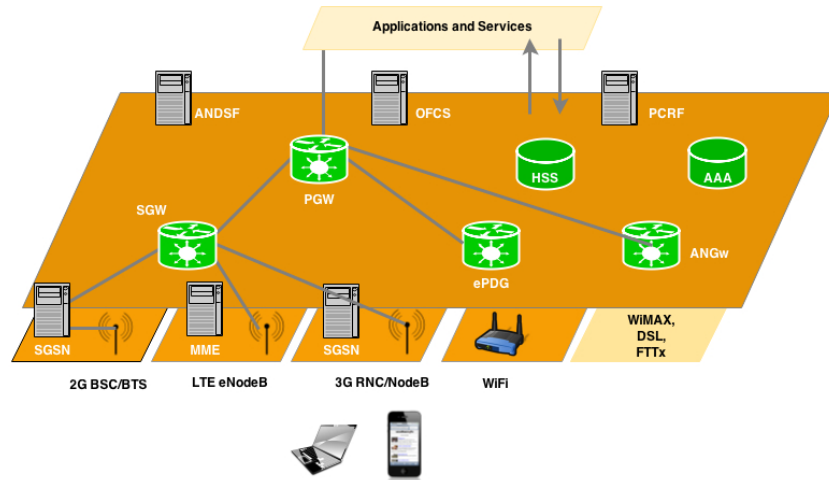 Applications and Services
ANDSF
OFCS
PCRF
HSS
AAA
PGW
SGW
ePDG
ANGw
SGSN
MME
SGSN
WiMAX,
DSL,
FTTx
2G BSC/BTS
LTE eNodeB
3G RNC/NodeB
WiFi